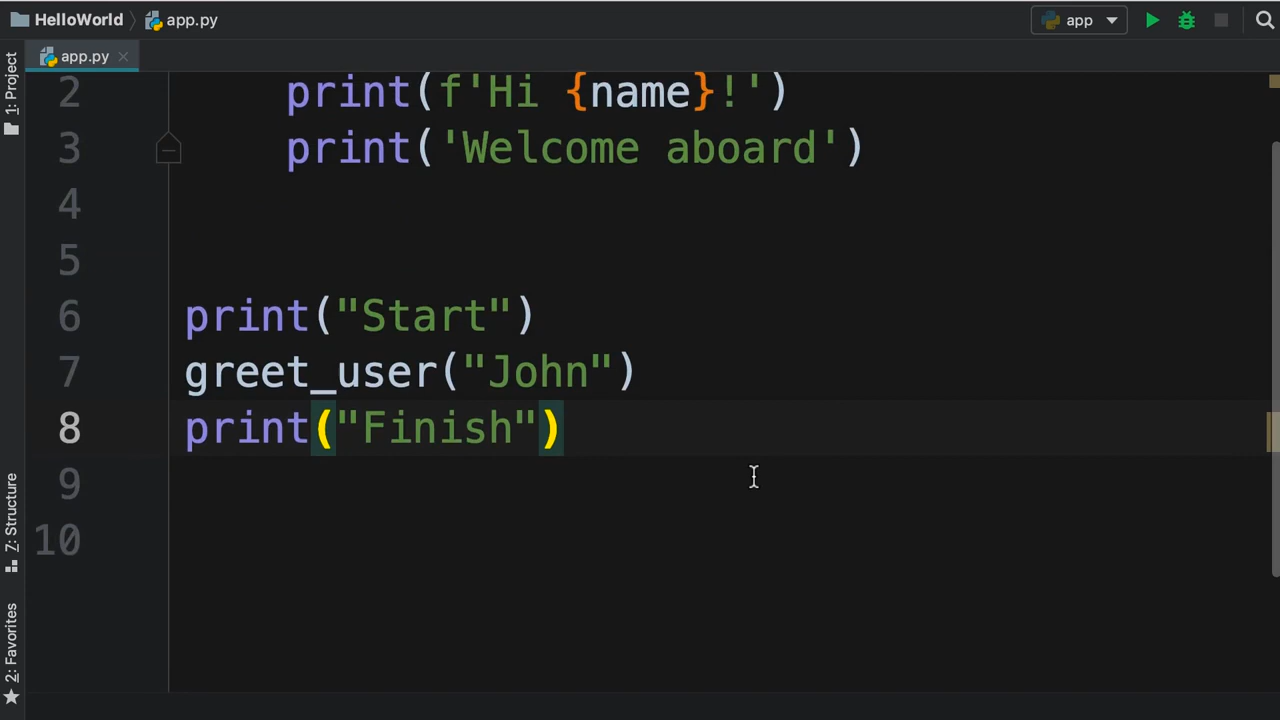 HelloWorld app.py app
1: Project
app.py
2 print(f'Hi {name}!')
3 print('Welcome aboard')
4
5
6 print("Start")
7 greet_user("John")
8 print("Finish")
9
10
7: Structure
2: Favorites